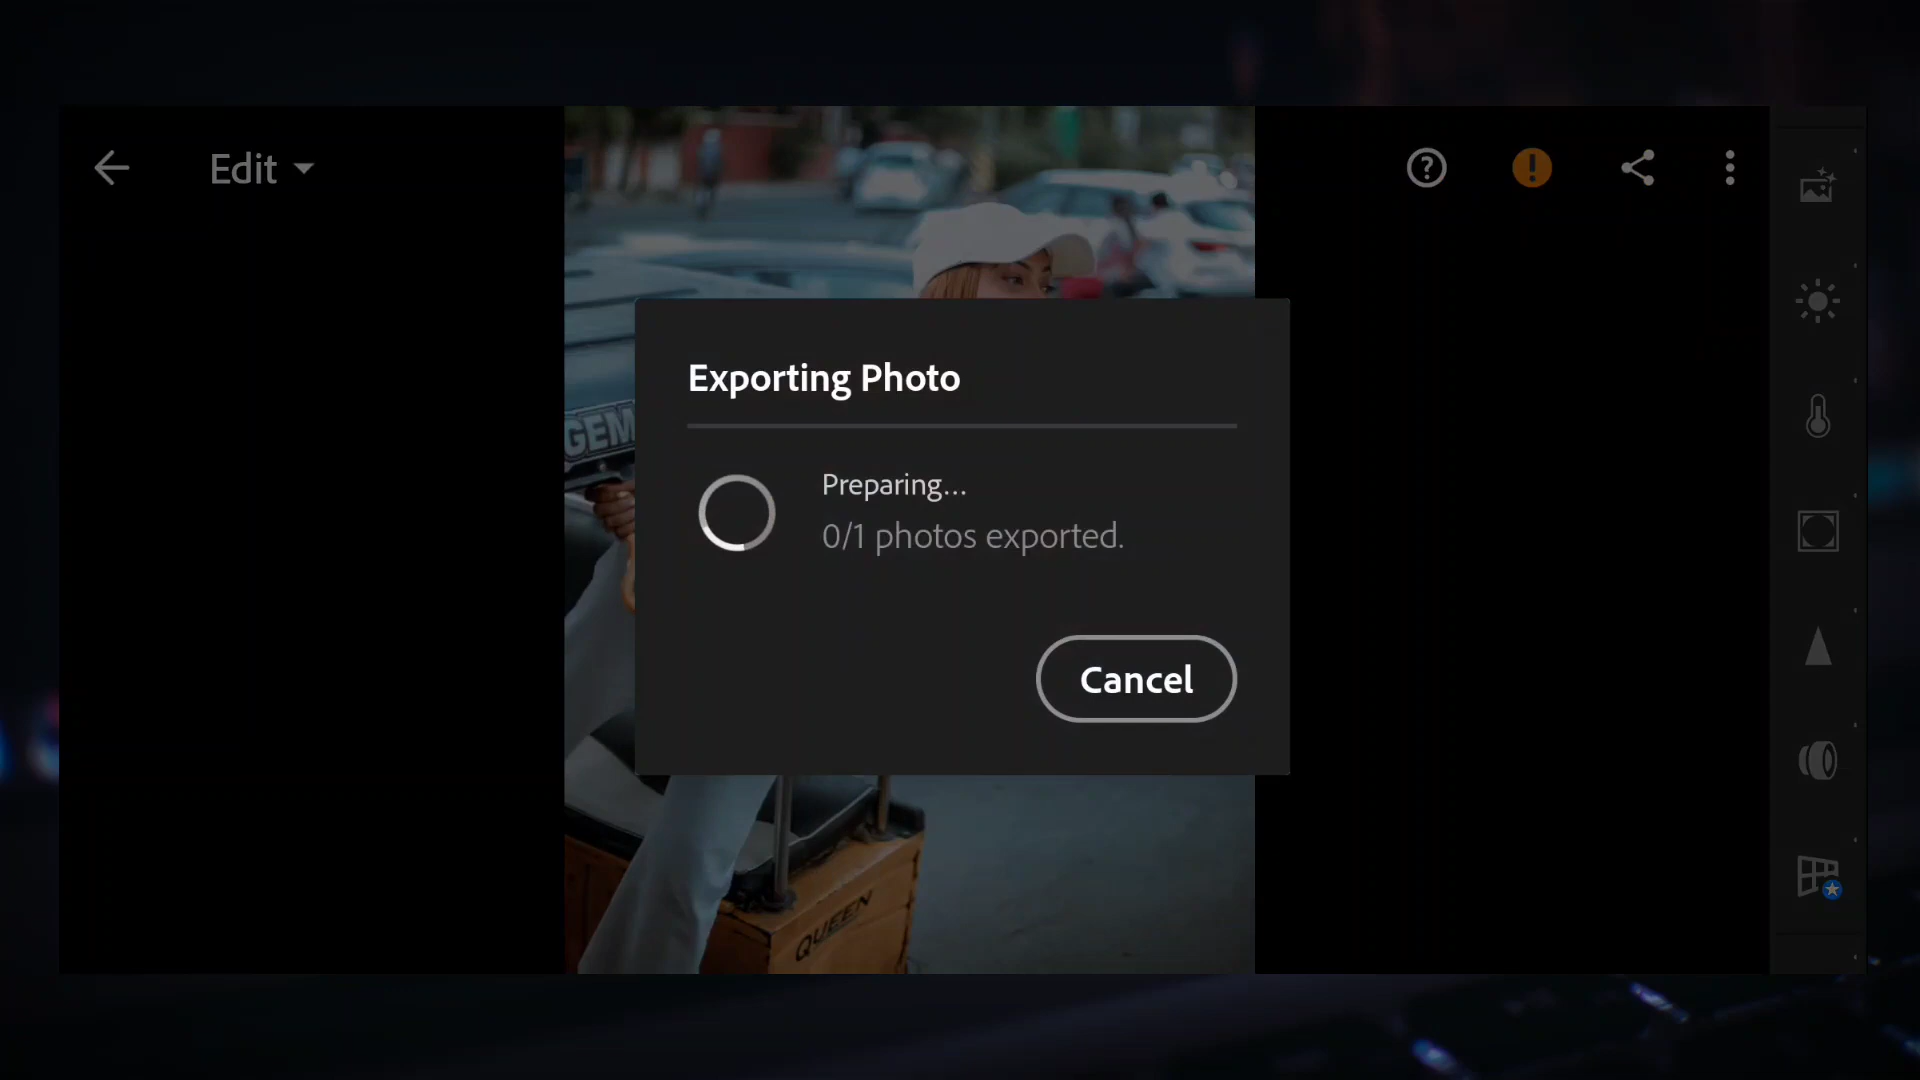 Edit
Exporting Photo
GEM
Preparing...
0/1 photos exported.
Cancel
QUEEN